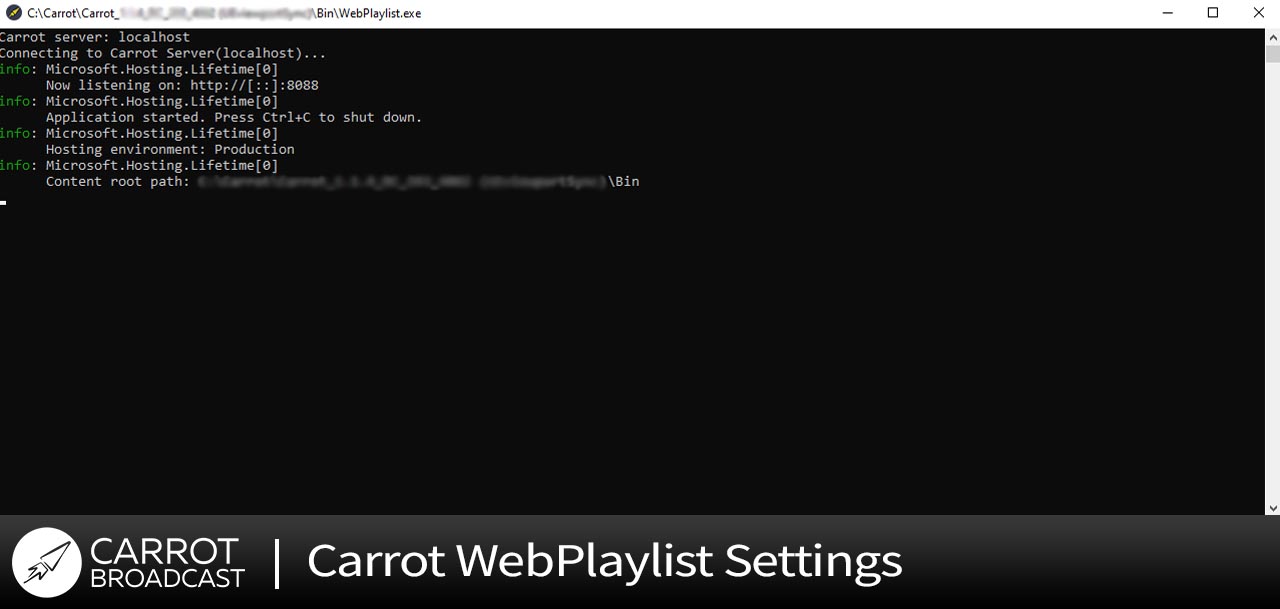 C:\Carrot\Carrot_ \Bin\WebPlaylist.exe
Carrot server: localhost
Connecting to Carrot Server(localhost)...
info: Microsoft.Hosting.Lifetime[0]
Now listening on: http://[::]:8088
info: Microsoft.Hosting.Lifetime[0]
Application started. Press Ctrl+C to shut down.
info: Microsoft.Hosting.Lifetime[0]
Hosting environment: Production
info: Microsoft.Hosting.Lifetime[0]
Content root path: \Bin
CARROT
BROADCAST
Carrot WebPlaylist Settings